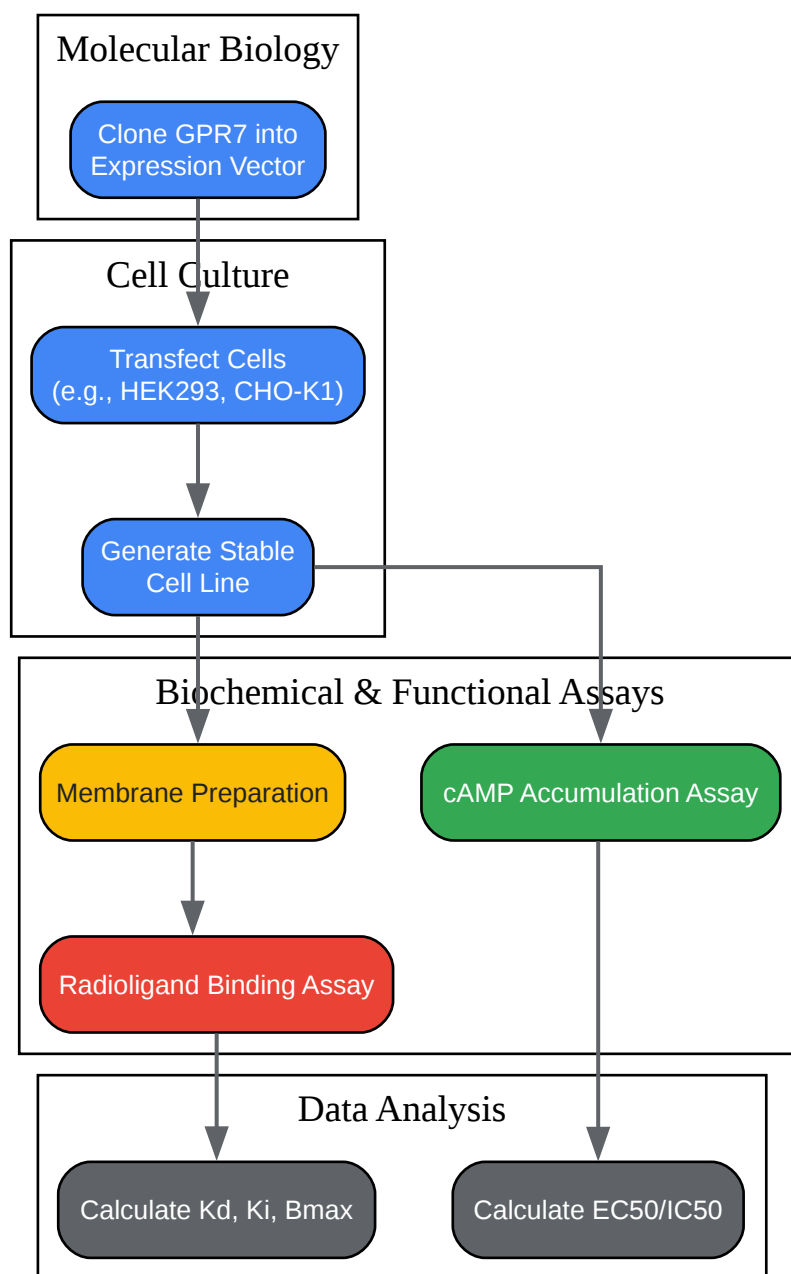 Molecular Biology
Clone GPR7 into
Expression Vector
Cell Culture
Transfect Cells
(e.g., HEK293, CHO-K1)
Generate Stable
Cell Line
Biochemical & Functional Assays
Membrane Preparation
cAMP Accumulation Assay
Radioligand Binding Assay
Data Analysis
Calculate Kd, Ki, Bmax
Calculate EC50/IC50